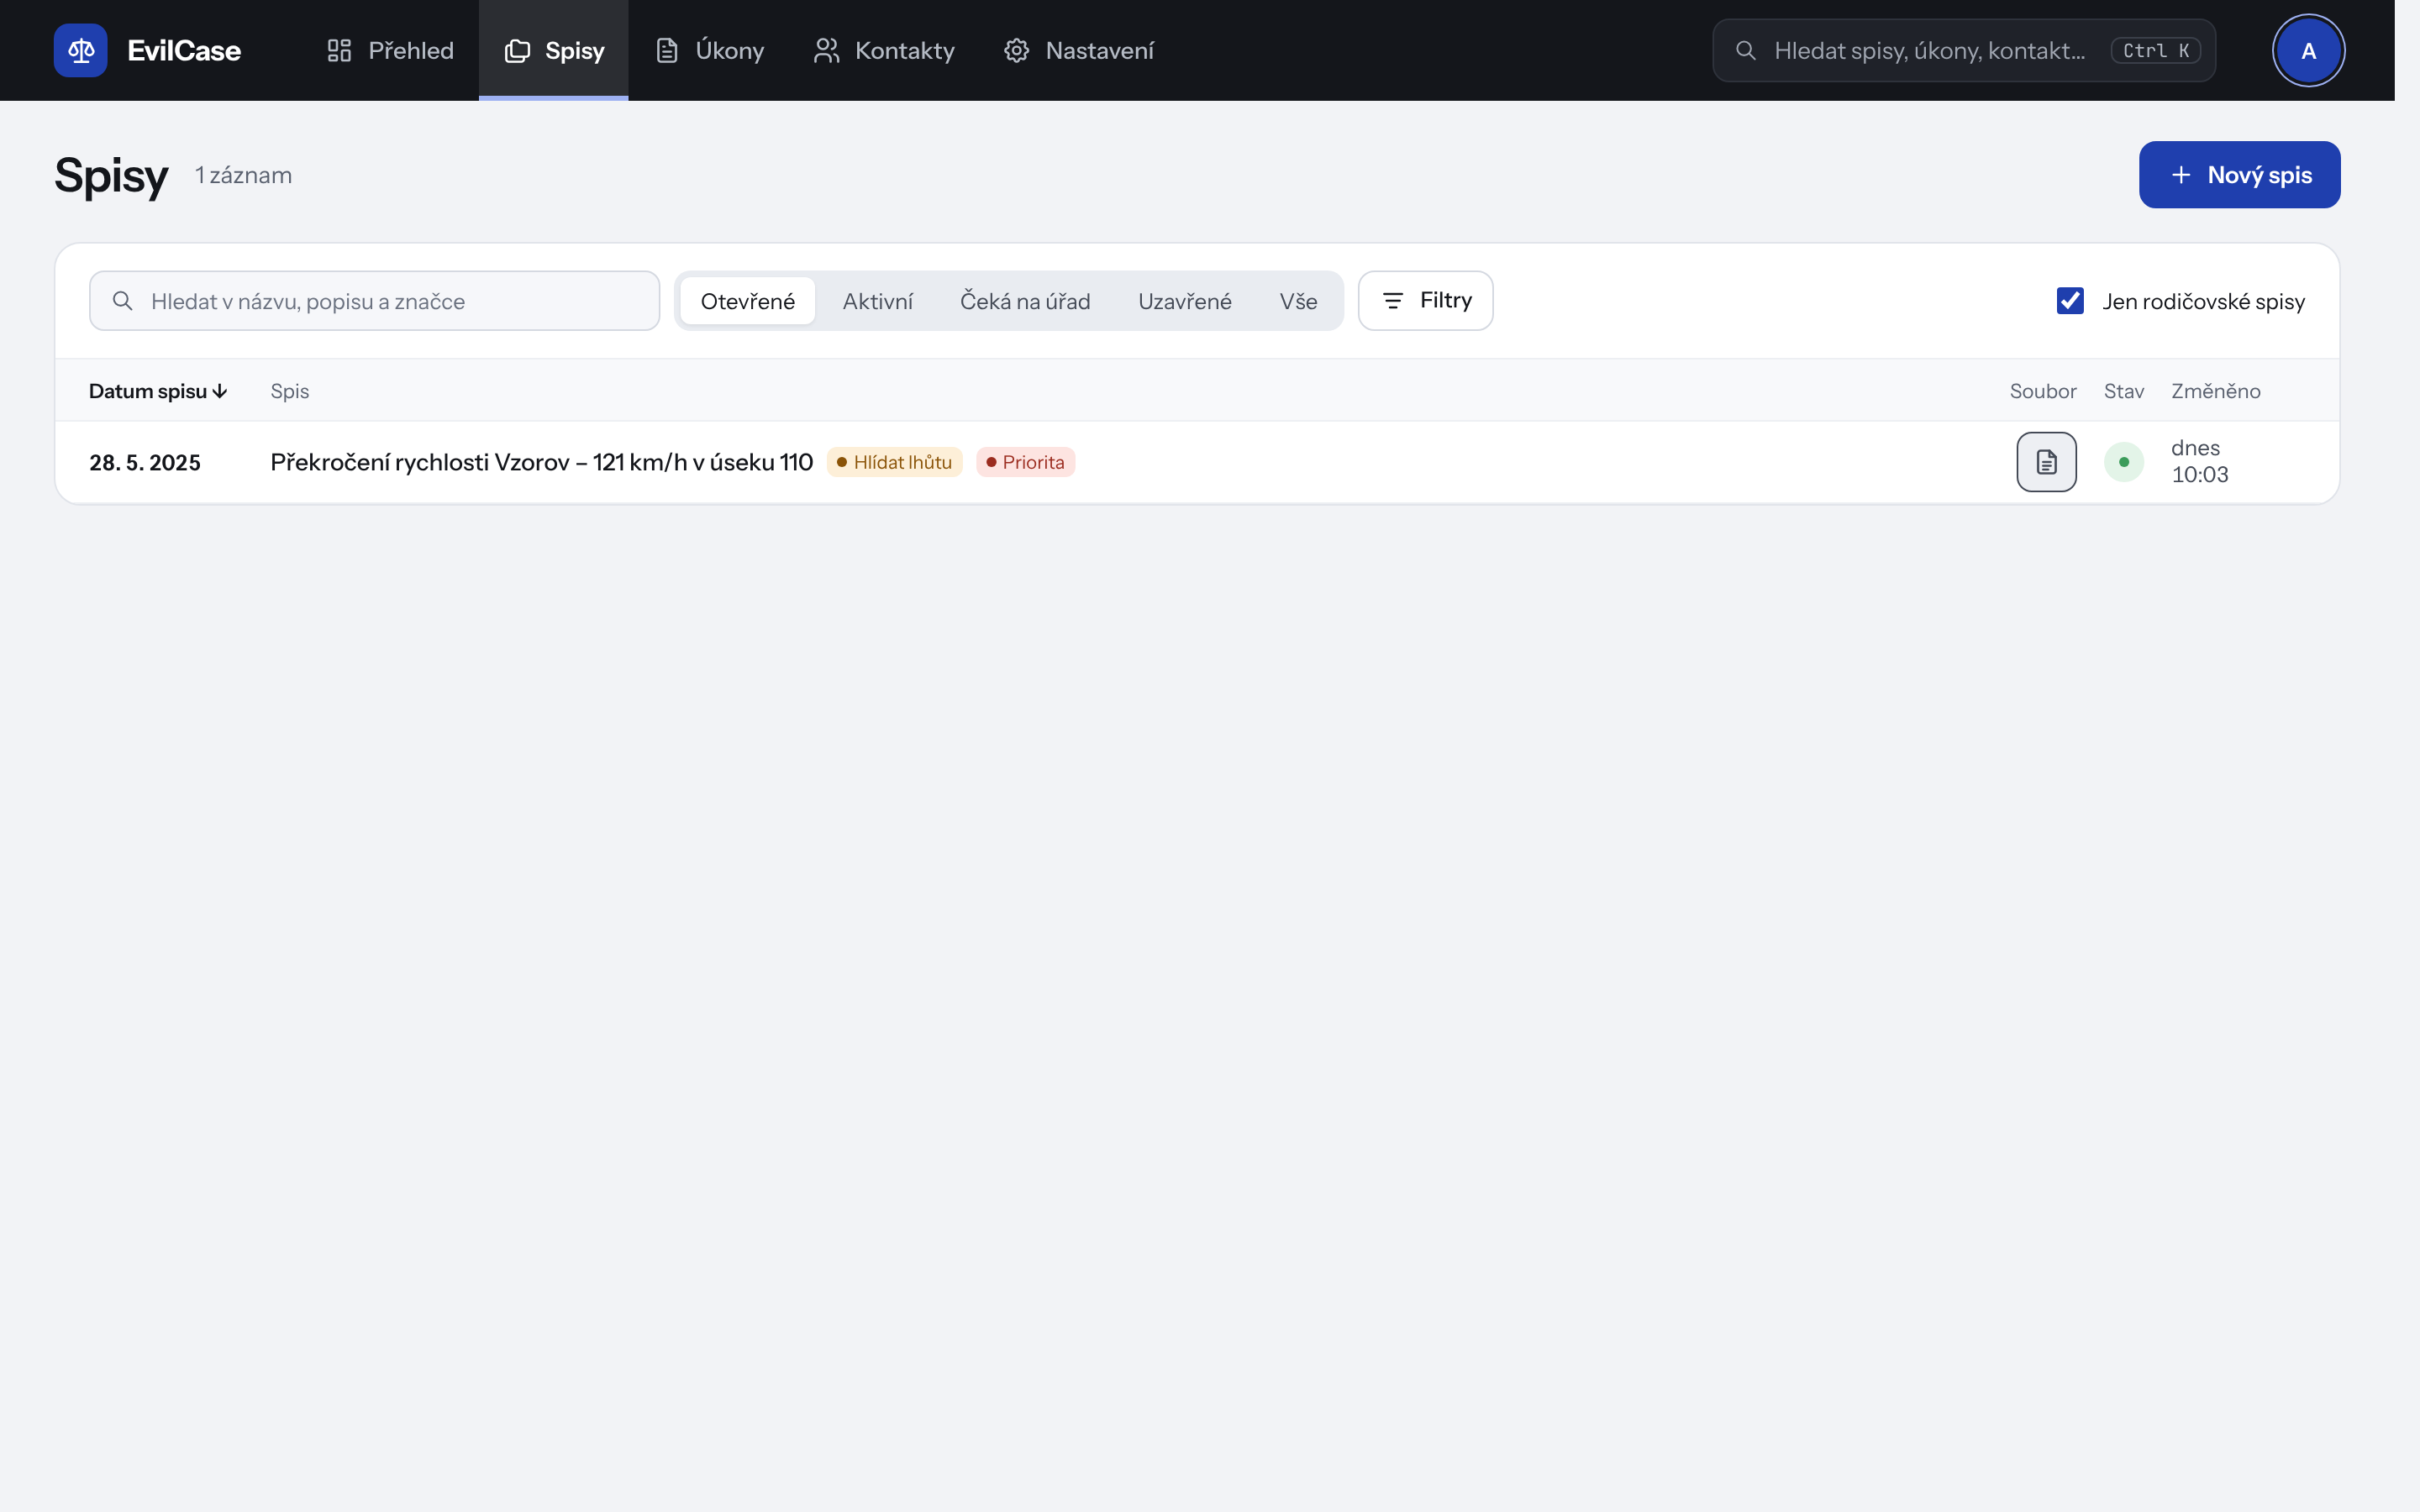 EvilCase
Přehled
Spisy
Úkony
Kontakty
Nastavení
Hledat spisy, úkony, kontakt...
Ctrl K
A
Spisy
1 záznam
Nový spis
Hledat v názvu, popisu a značce
Otevřené
Aktivní
Čeká na úřad
Uzavřené
Vše
Filtry
Jen rodičovské spisy
Datum spisu
Spis
Soubor
Stav
Změněno
28. 5. 2025
Překročení rychlosti Vzorov – 121 km/h v úseku 110
Hlídat lhůtu
Priorita
dnes
10:03